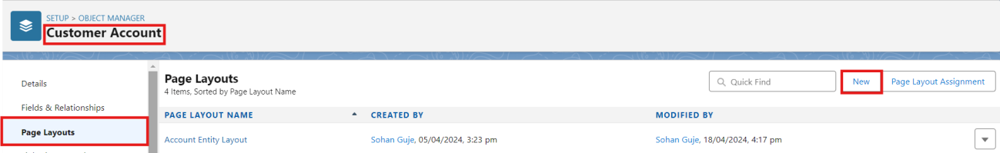 SETUP > OBJECT MANAGER
Customer Account
Details
Fields & Relationships
Page Layouts
Page Layouts
4 Items, Sorted by Page Layout Name
Quick Find
New
Page Layout Assignment
PAGE LAYOUT NAME
CREATED BY
MODIFIED BY
Account Entity Layout
Sohan Guje, 05/04/2024, 3:23 pm
Sohan Guje, 18/04/2024, 4:17 pm